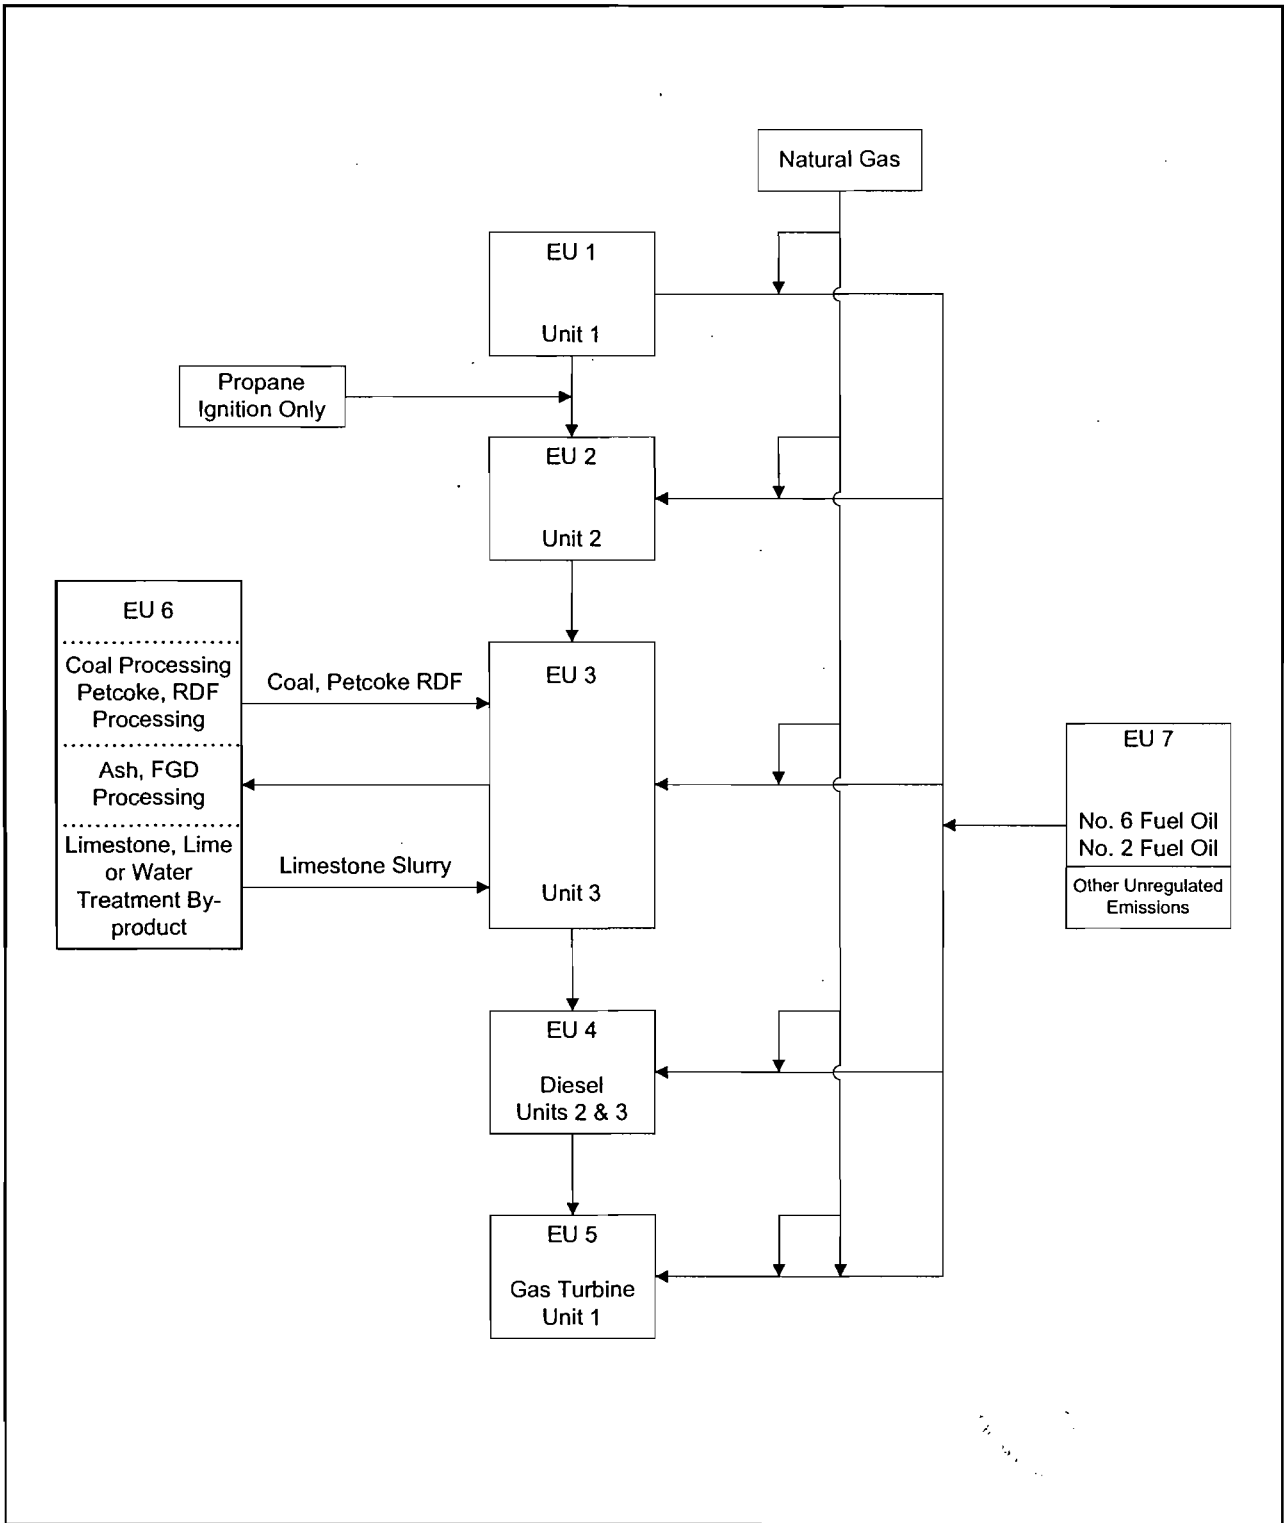 Natural Gas
EU 1
Unit 1
Propane
Ignition Only
EU 2
Unit 2
EU 6
Coal Processing
Petcoke, RDF
Processing
Ash, FGD
Processing
Limestone, Lime
or Water
Treatment By-
product
Coal, Petcoke RDF
Limestone Slurry
EU 3
Unit 3
EU 7
No. 6 Fuel Oil
No. 2 Fuel Oil
Other Unregulated
Emissions
EU 4
Diesel
Units 2 & 3
EU 5
Gas Turbine
Unit 1